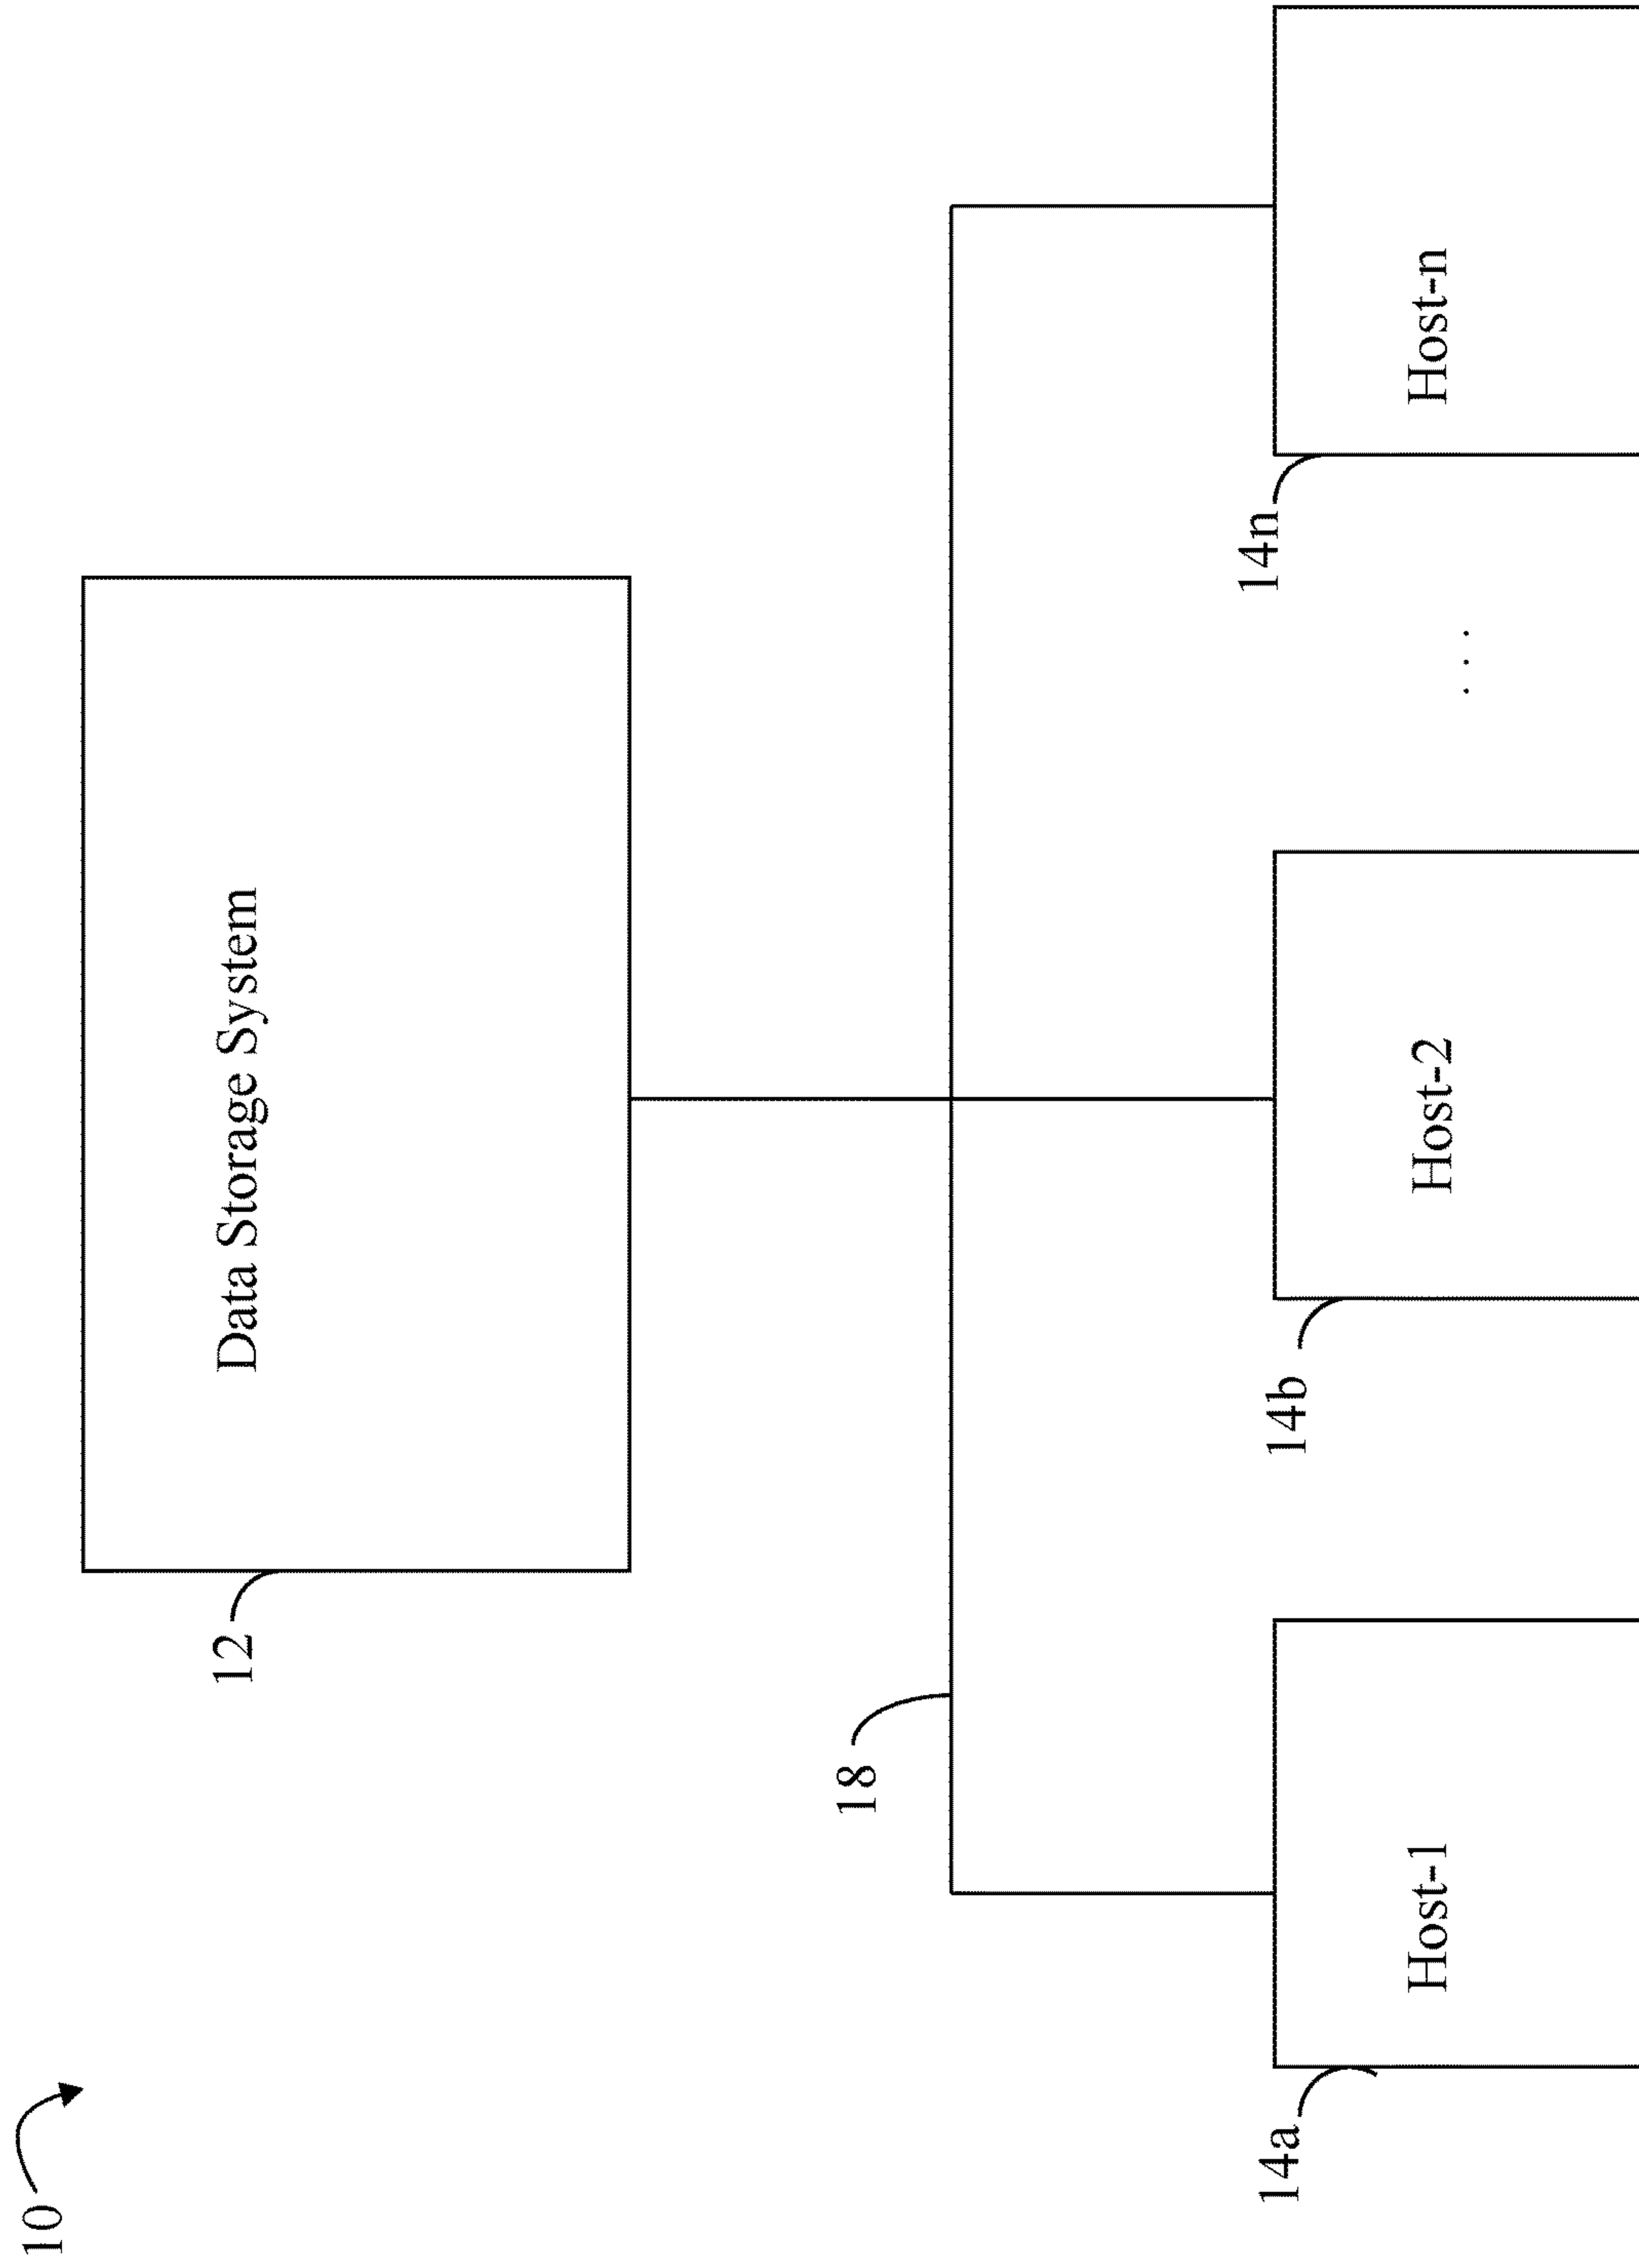 10
12
Data Storage System
18
14a
Host-1
14b
Host-2
. . .
14n
Host-n